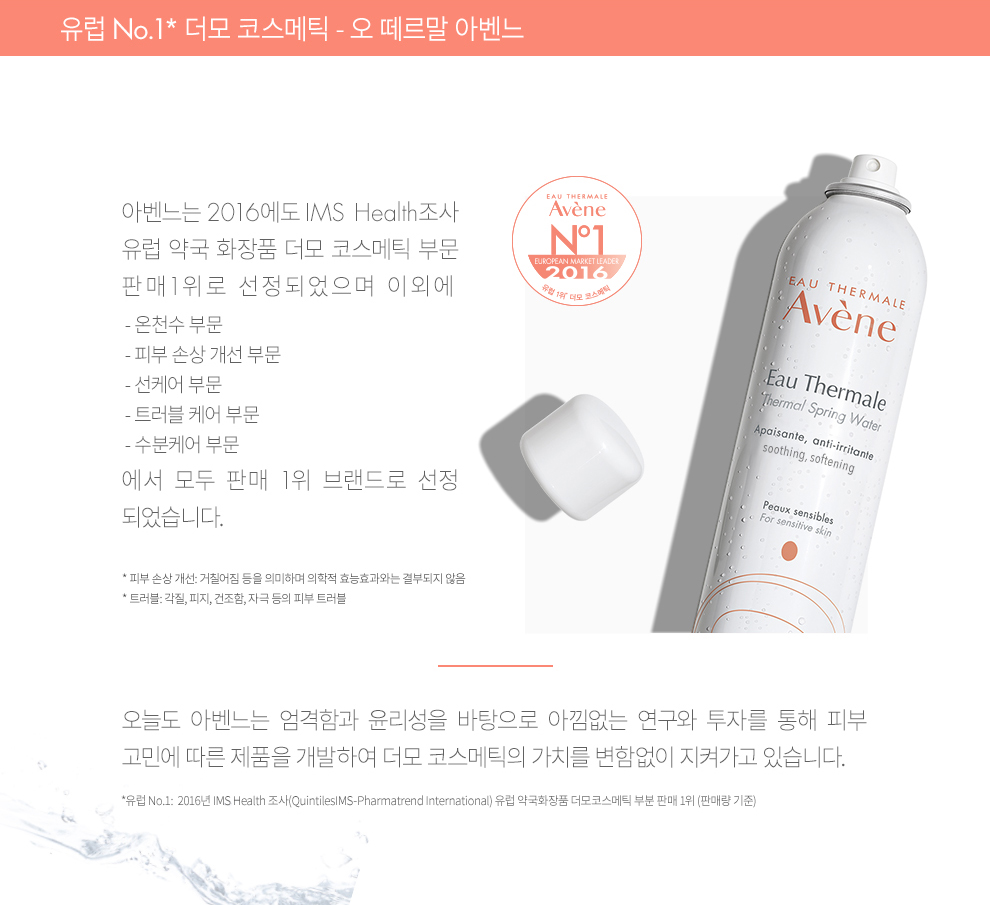 유럽 No.1* 더모 코스메틱 - 오 떼르말 아벤느
아벤느는 2016에도 IMS Health조사
유럽 약국 화장품 더모 코스메틱 부문
판매1위로 선정되었으며 이외에
- 온천수 부문
- 피부 손상 개선 부문
- 선케어 부문
- 트러블 케어 부문
- 수분케어 부문
에서 모두 판매 1위 브랜드로 선정
되었습니다.
* 피부 손상 개선: 거칠어짐 등을 의미하며 의학적 효능효과와는 결부되지 않음
* 트러블: 각질, 피지, 건조함, 자극 등의 피부 트러블
EAU THERMALE
Avène
Nº1
EUROPEAN MARKET LEADER
2016
유럽 1위* 더모 코스메틱
EAU THERMALE
Avène
Eau Thermale
Thermal Spring Water
Apaisante, anti-irritante
soothing, softening
Peaux sensibles
For sensitive skin
오늘도 아벤느는 엄격함과 윤리성을 바탕으로 아낌없는 연구와 투자를 통해 피부
고민에 따른 제품을 개발하여 더모 코스메틱의 가치를 변함없이 지켜가고 있습니다.
*유럽 No.1: 2016년 IMS Health 조사(QuintilesIMS-Pharmatrend International) 유럽 약국화장품 더모코스메틱 부분 판매 1위 (판매량 기준)